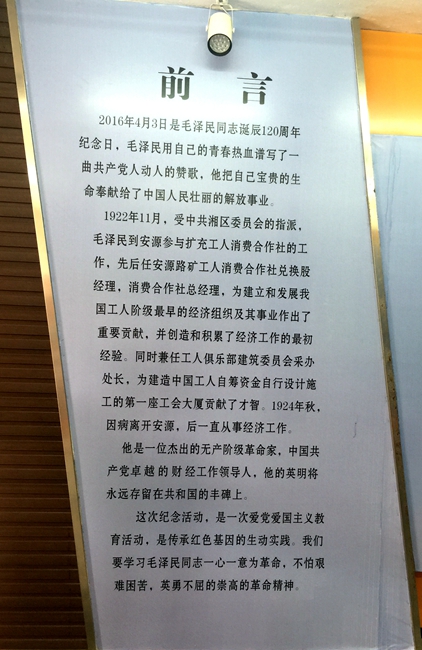 前 言
2016年4月3日是毛泽民同志诞辰120周年
纪念日，毛泽民用自己的青春热血谱写了一
曲共产党人动人的赞歌，他把自己宝贵的生
命奉献给了中国人民壮丽的解放事业。
1922年11月，受中共湘区委员会的指派，
毛泽民到安源参与扩充工人消费合作社的工
作，先后任安源路矿工人消费合作社兑换股
经理，消费合作社总经理，为建立和发展我
国工人阶级最早的经济组织及其事业作出了
重要贡献，并创造和积累了经济工作的最初
经验。同时兼任工人俱乐部建筑委员会采办
处长，为建造中国工人自筹资金自行设计施
工的第一座工会大厦贡献了才智。1924年秋，
因病离开安源，后一直从事经济工作。
他是一位杰出的无产阶级革命家，中国共
产党卓越的财经工作领导人，他的英明将
永远存留在共和国的丰碑上。
这次纪念活动，是一次爱党爱国主义教
育活动，是传承红色基因的生动实践。我们
要学习毛泽民同志一心一意为革命，不怕艰
难困苦，英勇不屈的崇高的革命精神。